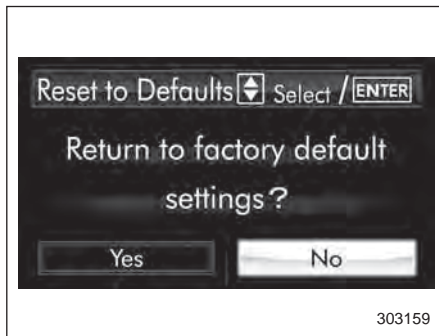 Reset to Defaults Select / ENTER
Return to factory default
settings?
Yes No
303159